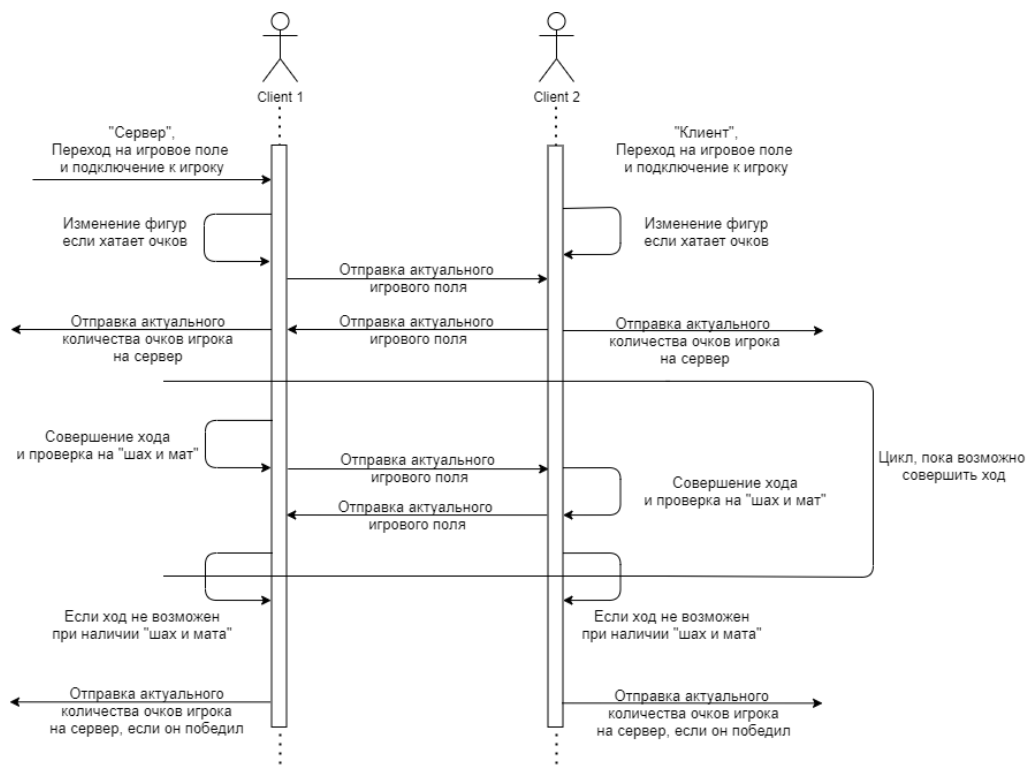 Client 1
Client 2
"Сервер",
Переход на игровое поле
и подключение к игроку
"Клиент",
Переход на игровое поле
и подключение к игроку
Изменение фигур
если хатает очков
Изменение фигур
если хатает очков
Отправка актуального
игрового поля
Отправка актуального
количества очков игрока
на сервер
Отправка актуального
игрового поля
Отправка актуального
количества очков игрока
на сервер
Совершение хода
и проверка на "шах и мат"
Отправка актуального
игрового поля
Цикл, пока возможно
совершить ход
Совершение хода
и проверка на "шах и мат"
Отправка актуального
игрового поля
Если ход не возможен
при наличии "шах и мата"
Если ход не возможен
при наличии "шах и мата"
Отправка актуального
количества очков игрока
на сервер, если он победил
Отправка актуального
количества очков игрока
на сервер, если он победил